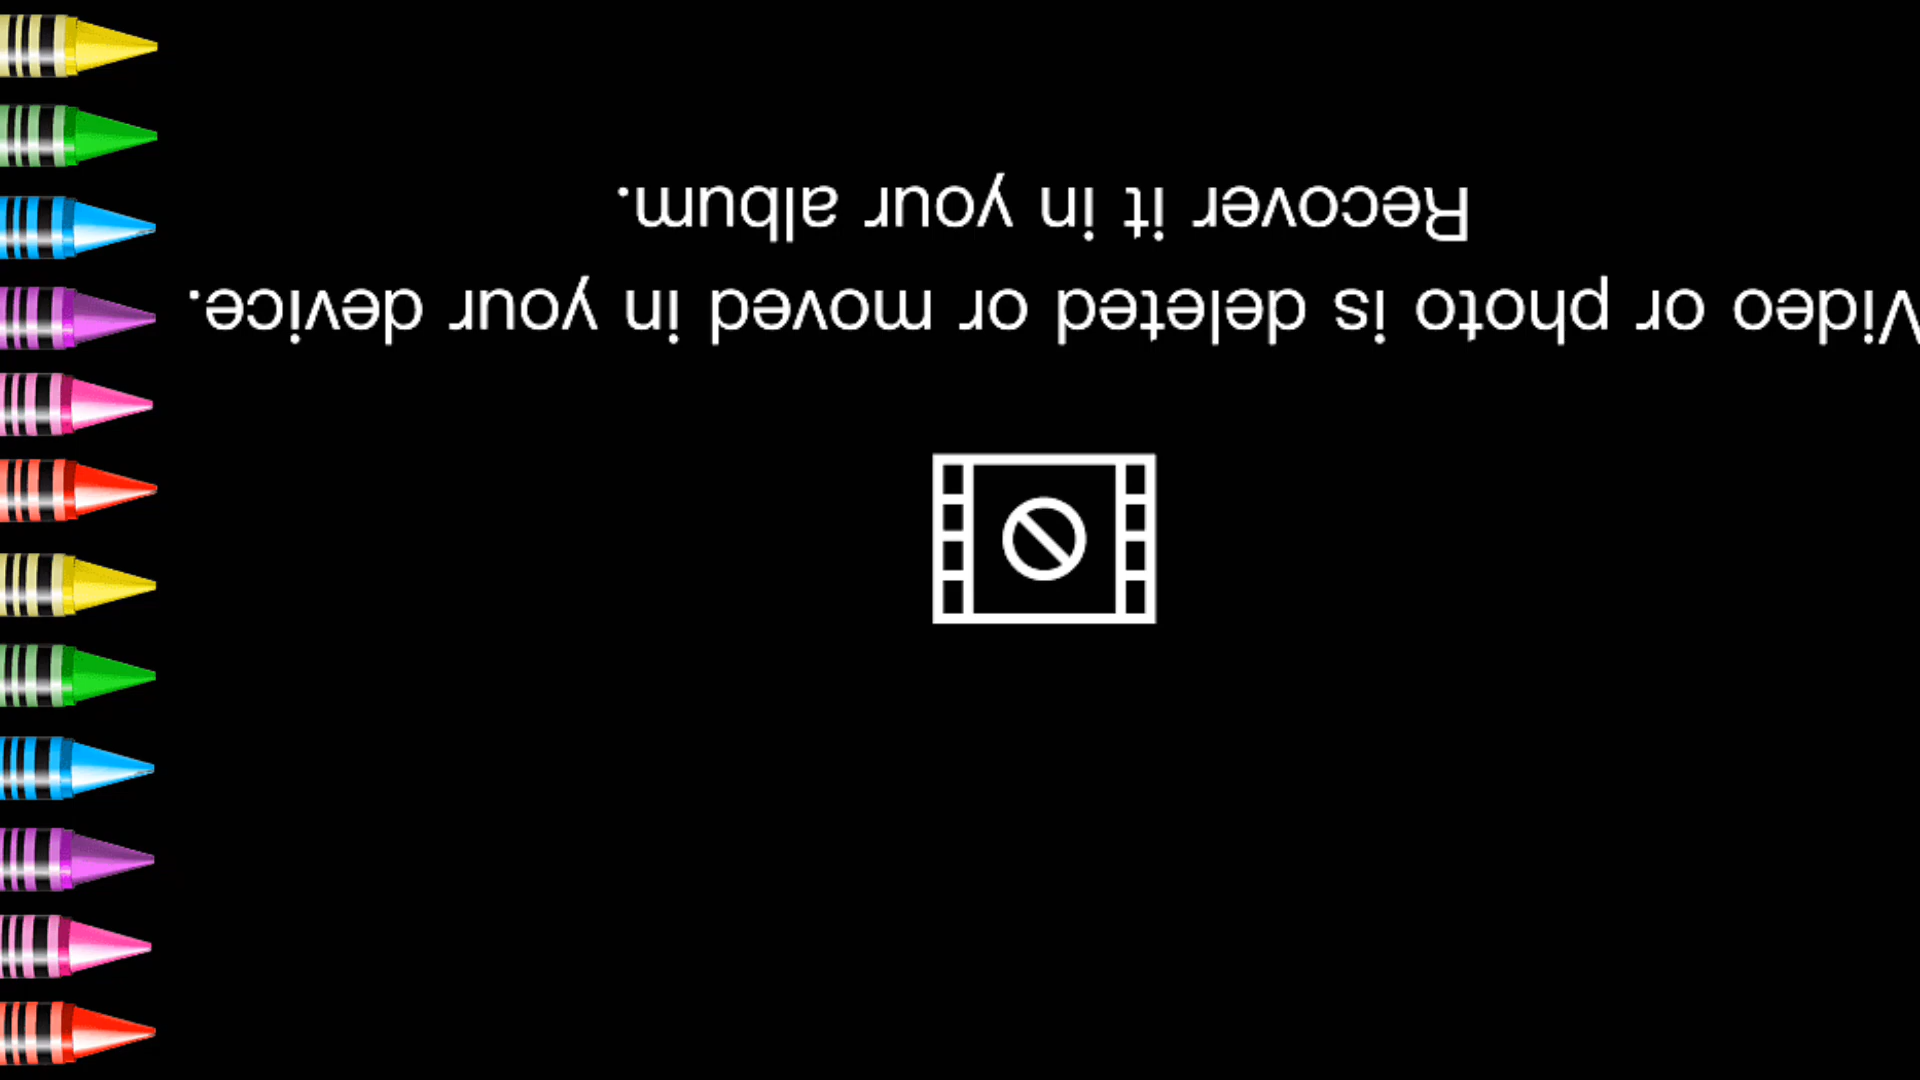 Video or photo is deleted or moved in your device.
Recover it in your album.